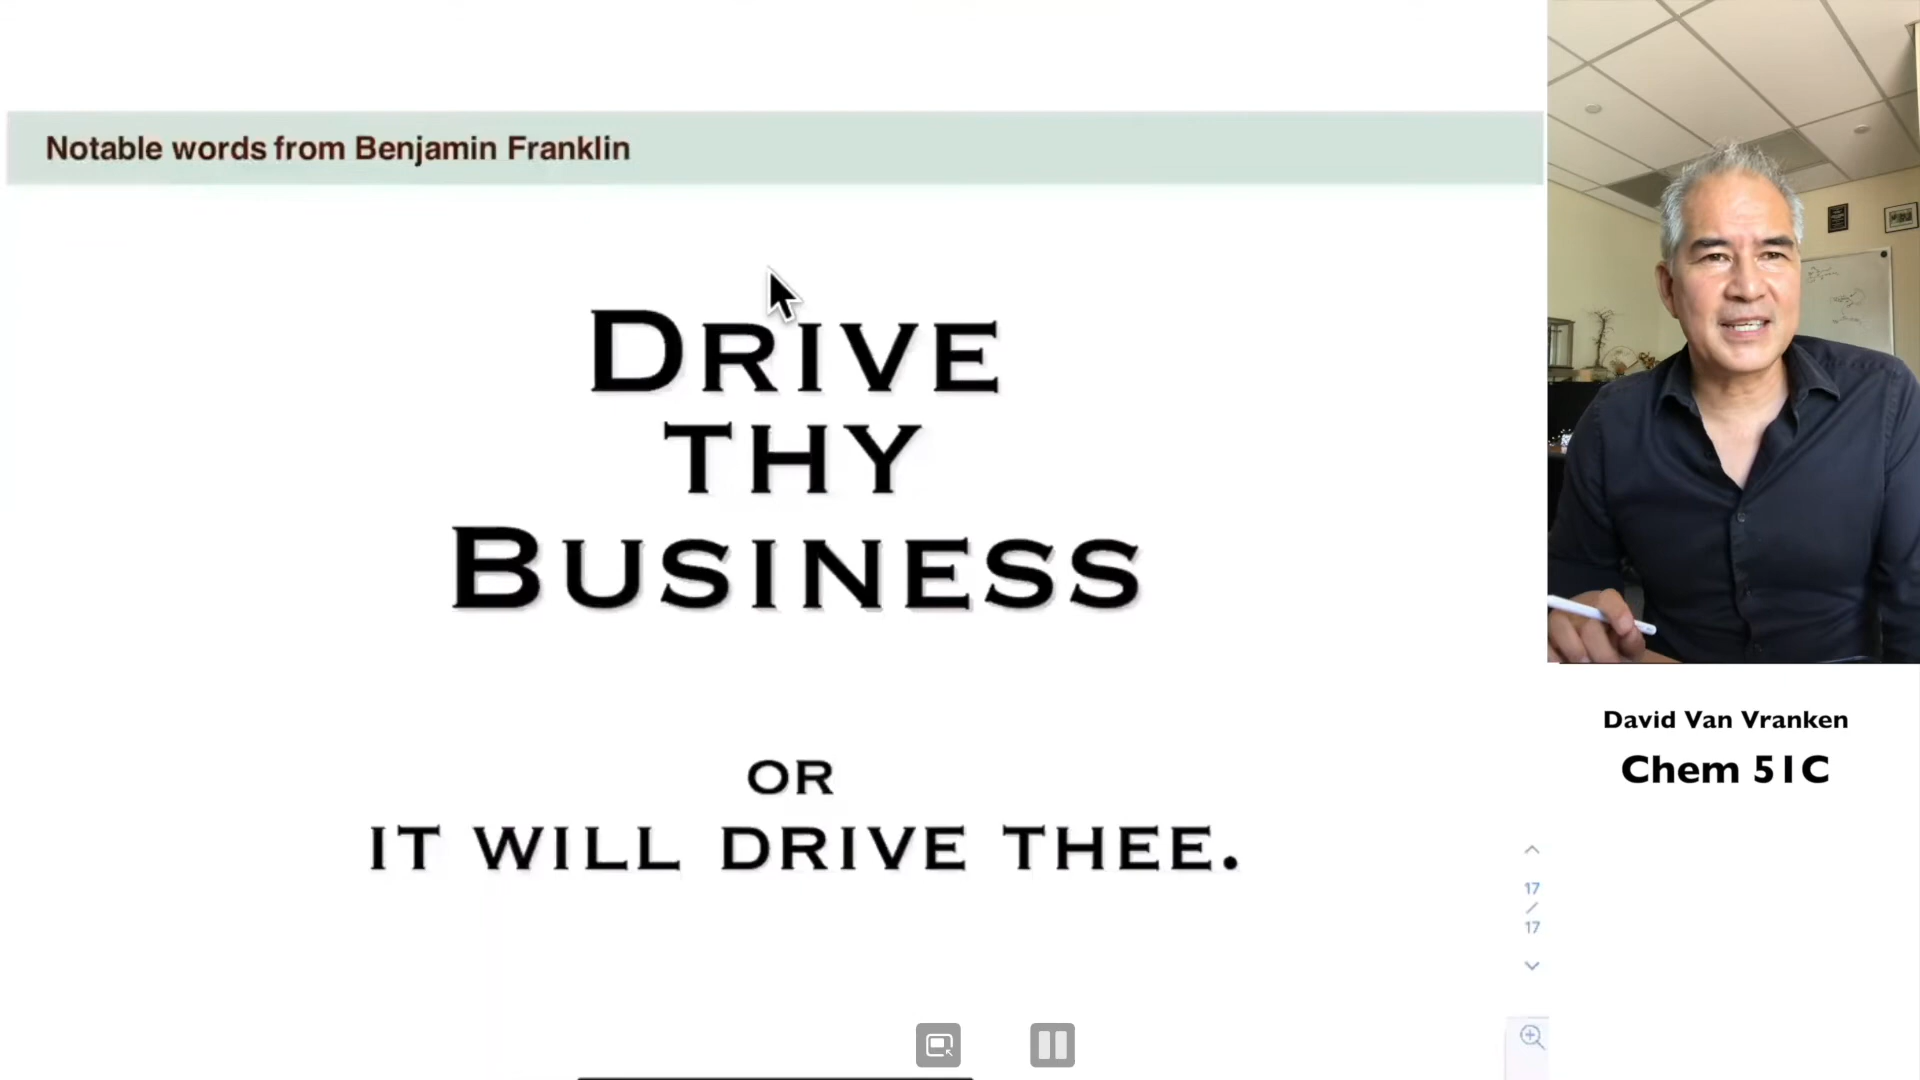 Notable words from Benjamin Franklin
DRIVE
THY
BUSINESS
OR
IT WILL DRIVE THEE.
David Van Vranken
Chem 51C
17
/
17